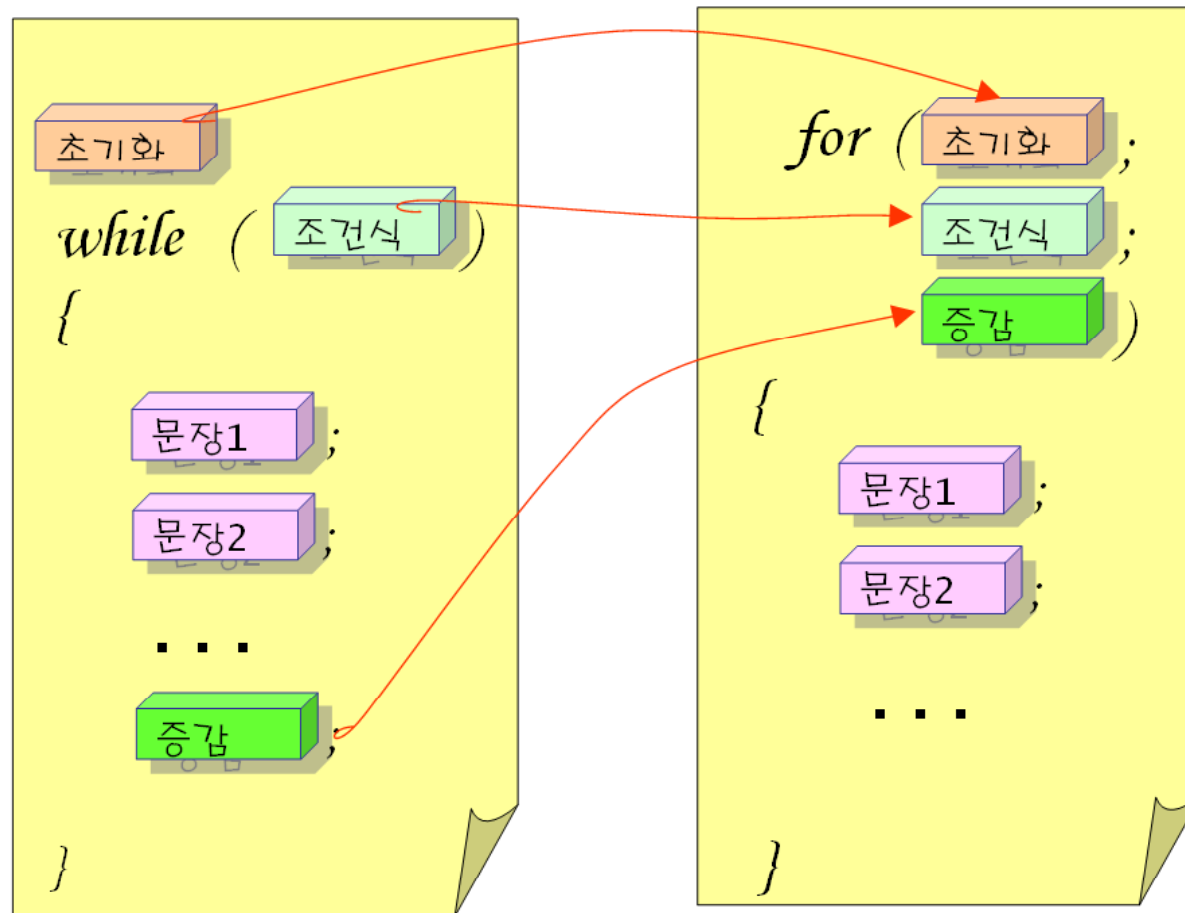 초기화
while ( 조건식 )
{
문장1 ;
문장2 ;
. . .
증감 ;
}
for ( 초기화 ;
조건식 ;
증감 )
{
문장1 ;
문장2 ;
. . .
}